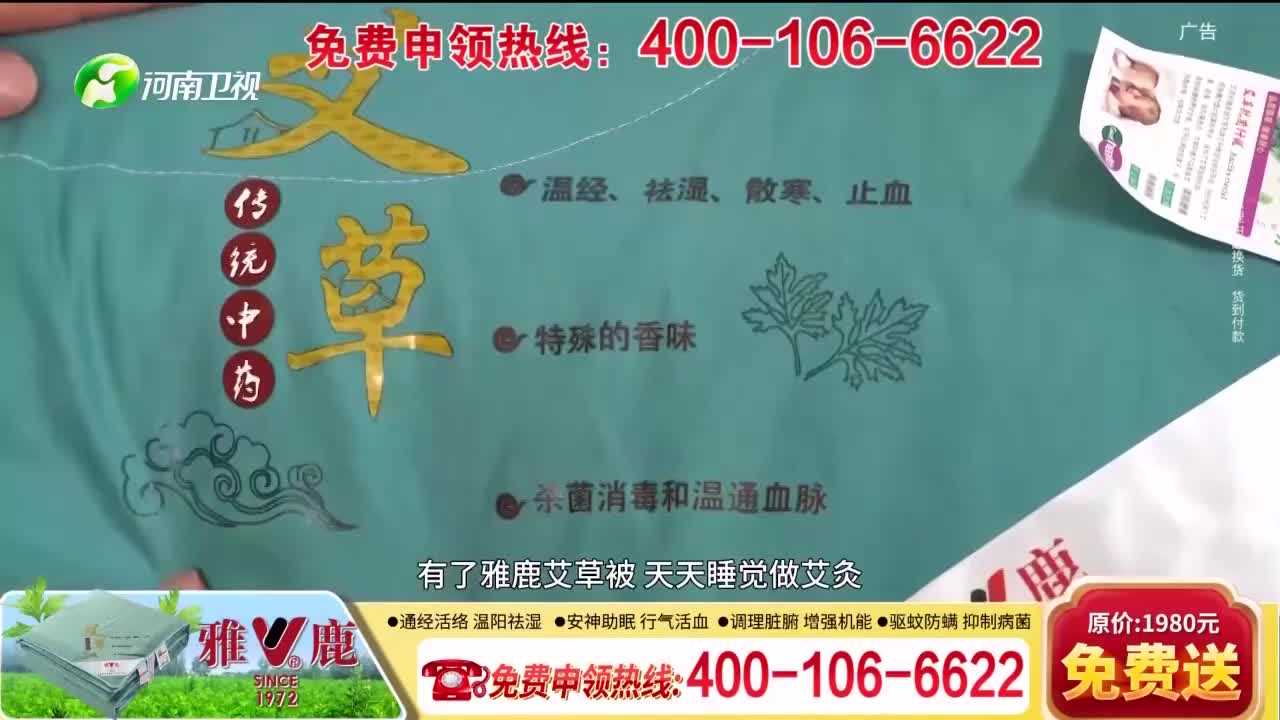 免费申领热线：400-106-6622
广告
河南卫视
艾草
传统中药
温经、祛湿、散寒、止血
特殊的香味
杀菌消毒和温通血脉
换货 货到付款
鹿
有了雅鹿艾草被 天天睡觉做艾灸
雅鹿
®
SINCE
1972
●通经活络 温阳祛湿 ●安神助眠 行气活血 ●调理脏腑 增强机能 ●驱蚊防螨 抑制病菌
免费申领热线:400-106-6622
原价:1980元
免费送